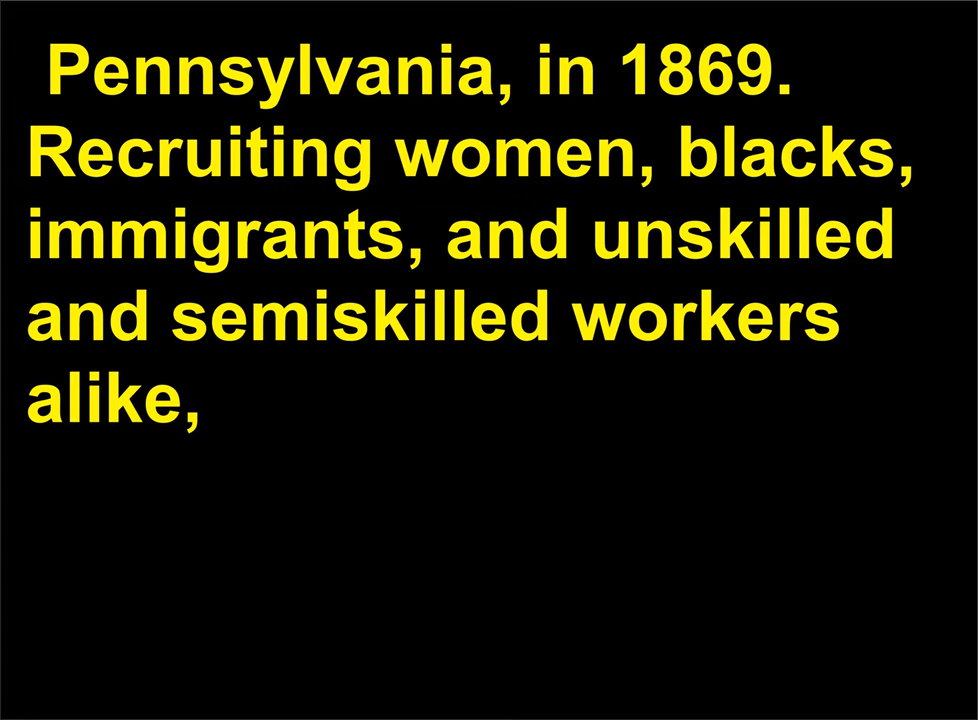 Pennsylvania, in 1869.
Recruiting women, blacks,
immigrants, and unskilled
and semiskilled workers
alike,